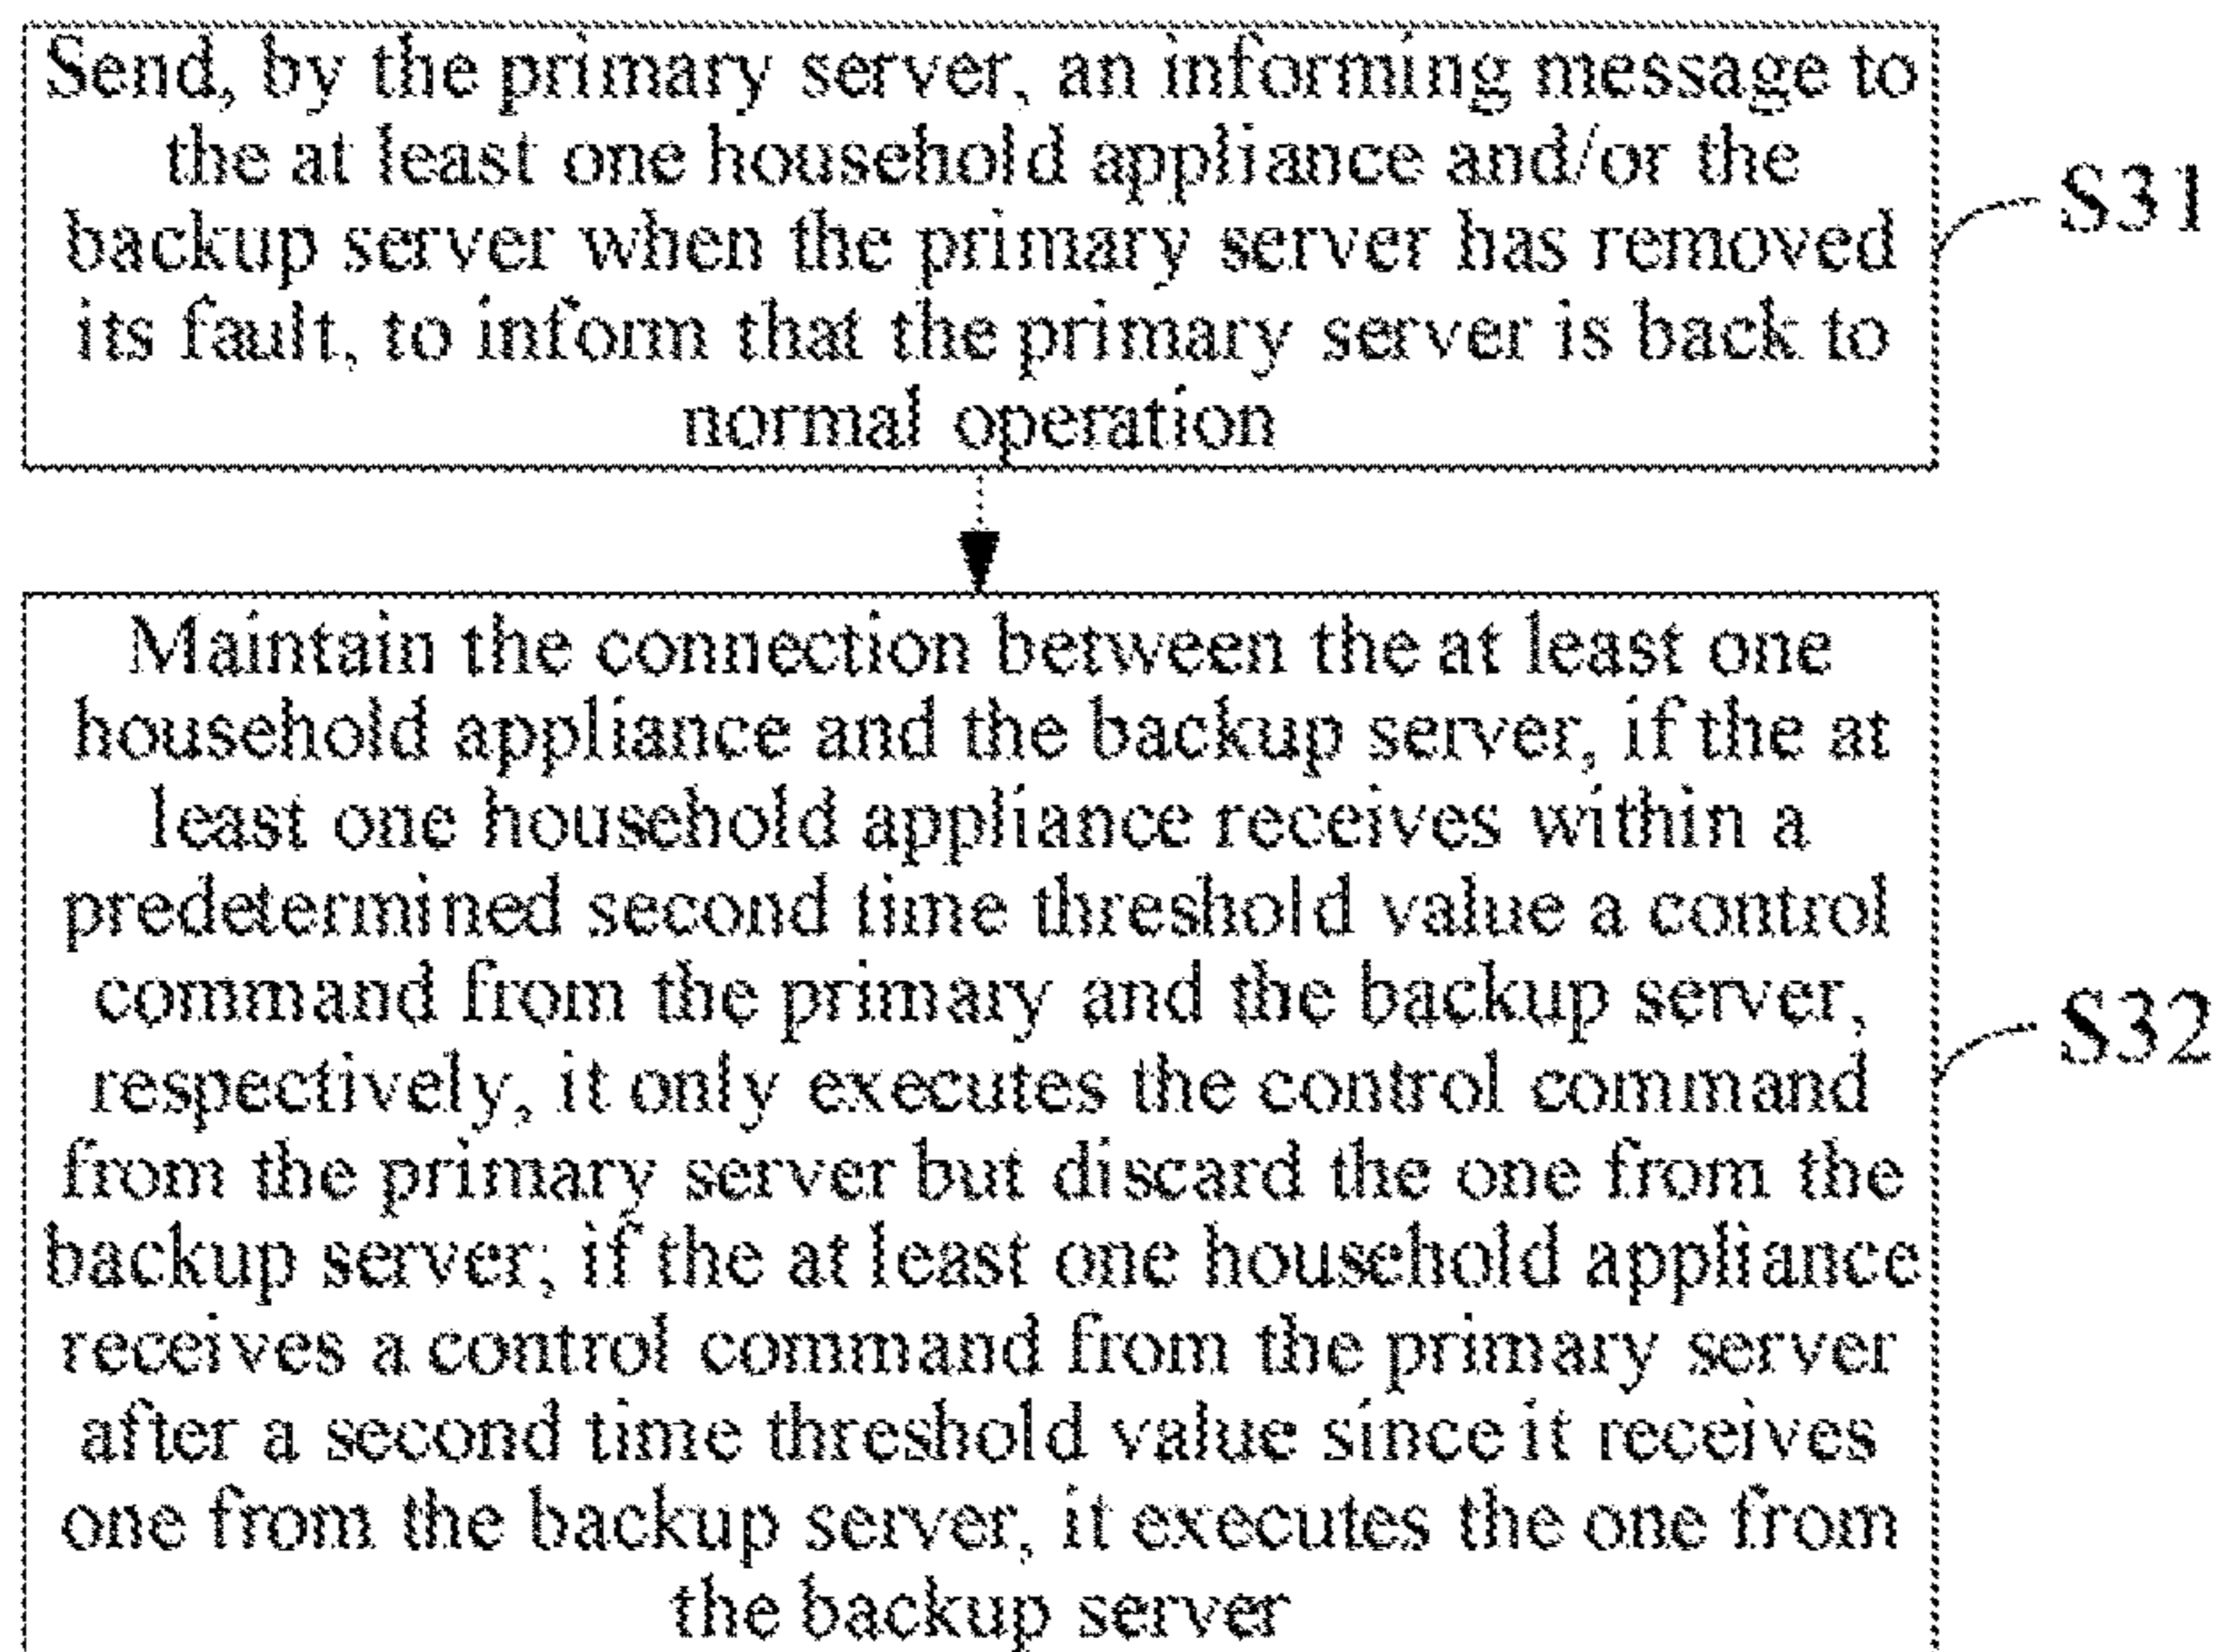 Send, by the primary server, an informing message to
the at least one household appliance and/or the
backup server when the primary server has removed
its fault, to inform that the primary server is back to
normal operation
S31
Maintain the connection between the at least one
household appliance and the backup server, if the at
least one household appliance receives within a
predetermined second time threshold value a control
command from the primary and the backup server,
respectively, it only executes the control command
from the primary server but discard the one from the
backup server; if the at least one household appliance
receives a control command from the primary server
after a second time threshold value since it receives
one from the backup server, it executes the one from
the backup server
S32